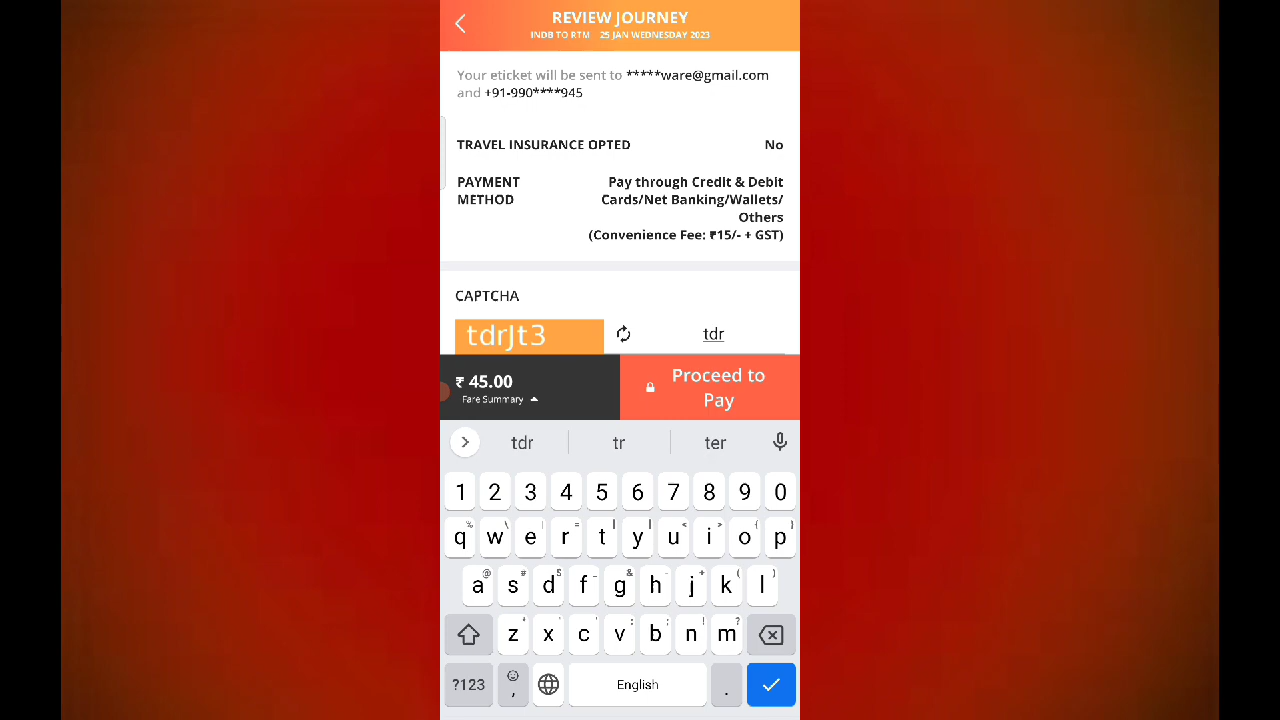 REVIEW JOURNEY
INDB TO RTM 25 JAN WEDNESDAY 2023
Your eticket will be sent to *****ware@gmail.com
and +91-990****945
TRAVEL INSURANCE OPTED No
PAYMENT METHOD Pay through Credit & Debit
Cards/Net Banking/Wallets/
Others
(Convenience Fee: ₹15/- + GST)
CAPTCHA
tdrJt3 tdr
₹ 45.00
Fare Summary
Proceed to
Pay
tdr tr ter
1 2 3 4 5 6 7 8 9 0
q w e r t y u i o p
a s d f g h j k l
z x c v b n m
?123 , English .